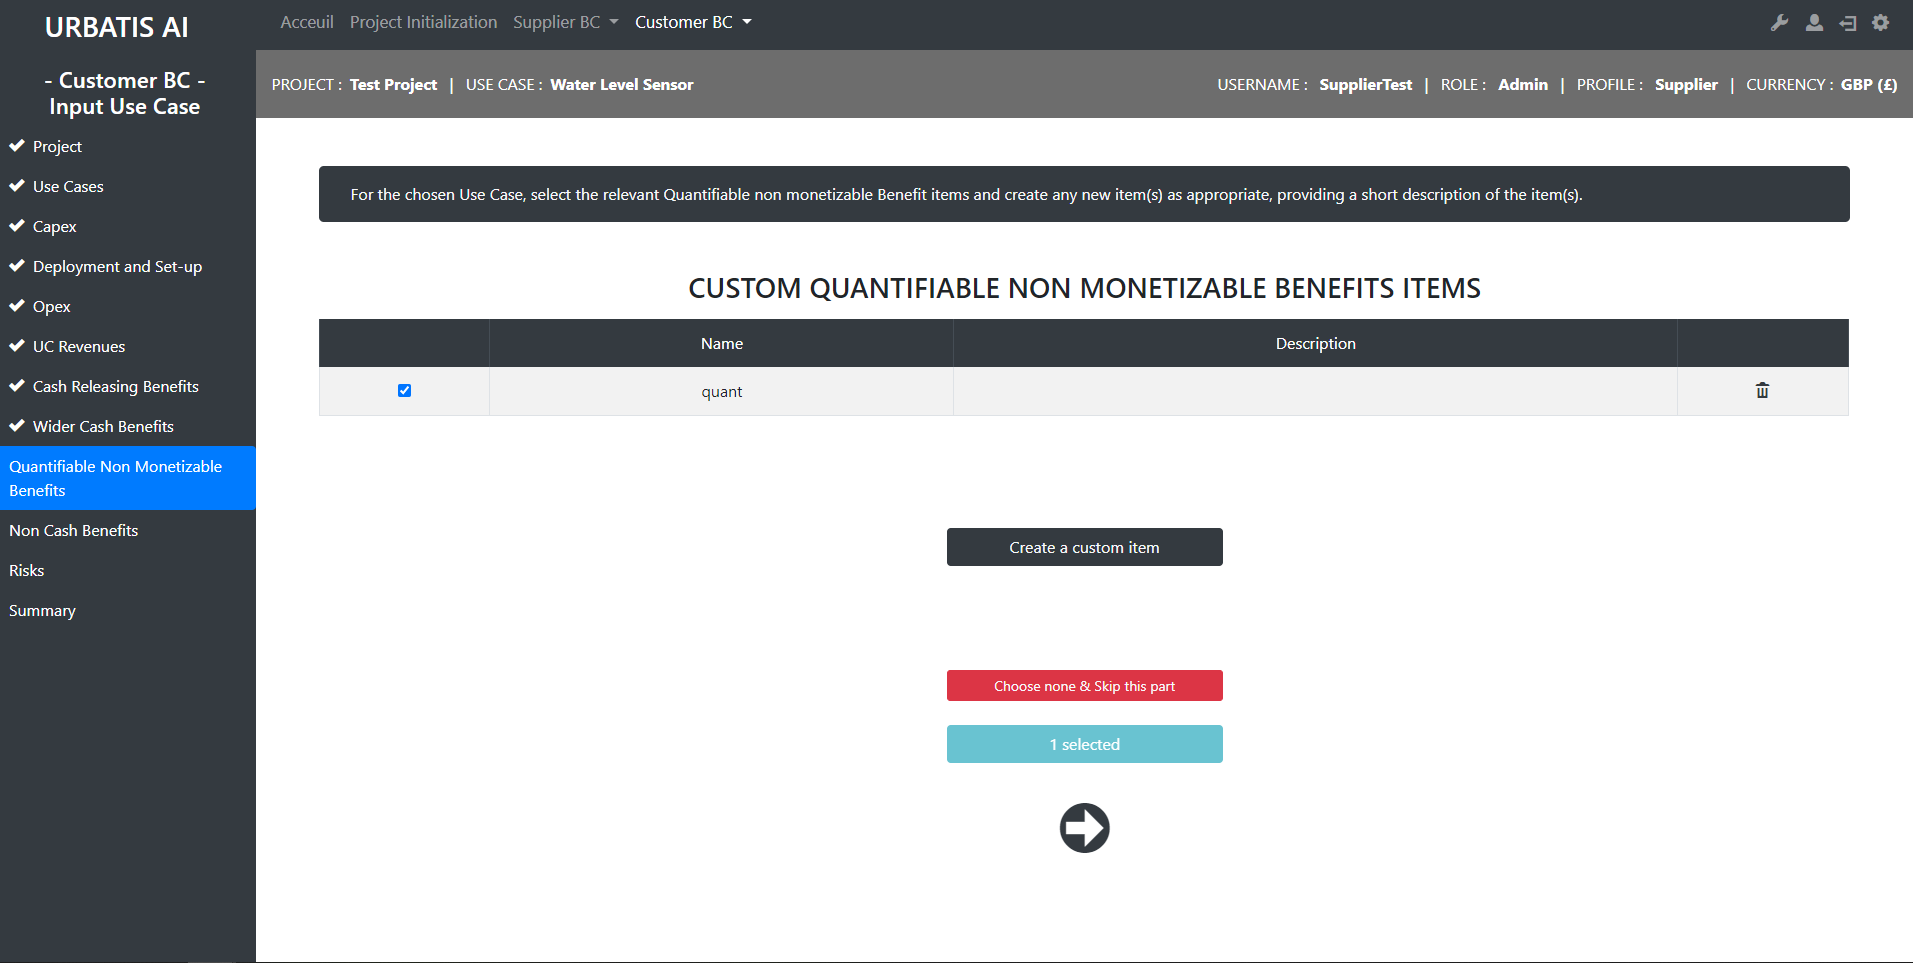 URBATIS AI
Acceuil Project Initialization Supplier BC Customer BC
- Customer BC -
Input Use Case
PROJECT : Test Project | USE CASE : Water Level Sensor
USERNAME : SupplierTest | ROLE : Admin | PROFILE : Supplier | CURRENCY : GBP (£)
Project
Use Cases
Capex
Deployment and Set-up
Opex
UC Revenues
Cash Releasing Benefits
Wider Cash Benefits
Quantifiable Non Monetizable
Benefits
Non Cash Benefits
Risks
Summary
For the chosen Use Case, select the relevant Quantifiable non monetizable Benefit items and create any new item(s) as appropriate, providing a short description of the item(s).
CUSTOM QUANTIFIABLE NON MONETIZABLE BENEFITS ITEMS
Name Description
quant
Create a custom item
Choose none & Skip this part
1 selected